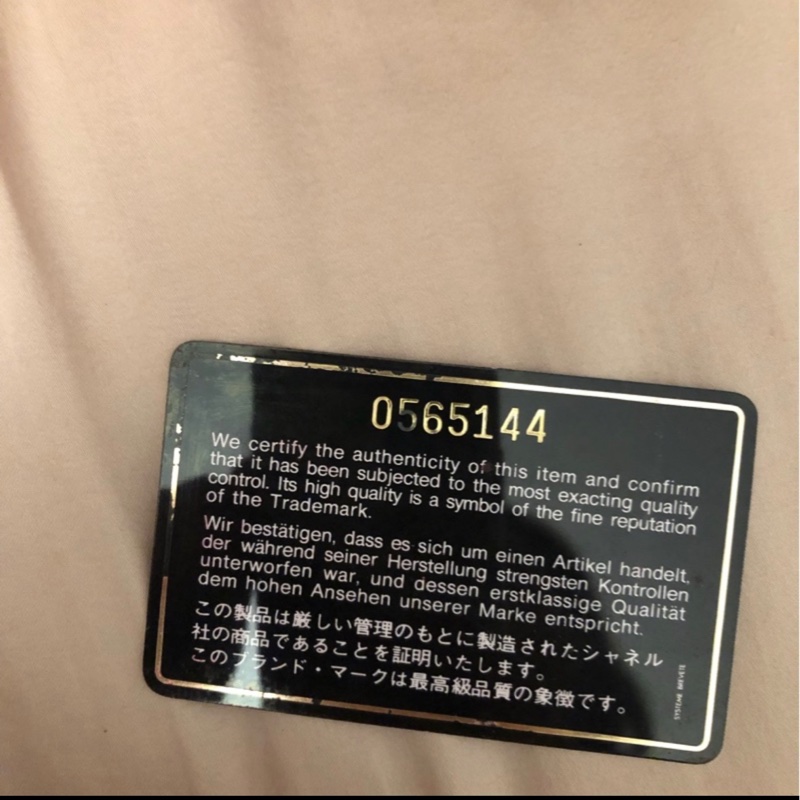 0565144
We certify the authenticity of this item and confirm
that it has been subjected to the most exacting quality
control. Its high quality is a symbol of the fine reputation
of the Trademark.
Wir bestätigen, dass es sich um einen Artikel handelt,
der während seiner Herstellung strengsten Kontrollen
unterworfen war, und dessen erstklassige Qualität
dem hohen Ansehen unserer Marke entspricht.
この製品は厳しい管理のもとに製造されたシャネル
社の商品であることを証明いたします。
このブランド・マークは最高級品質の象徴です。